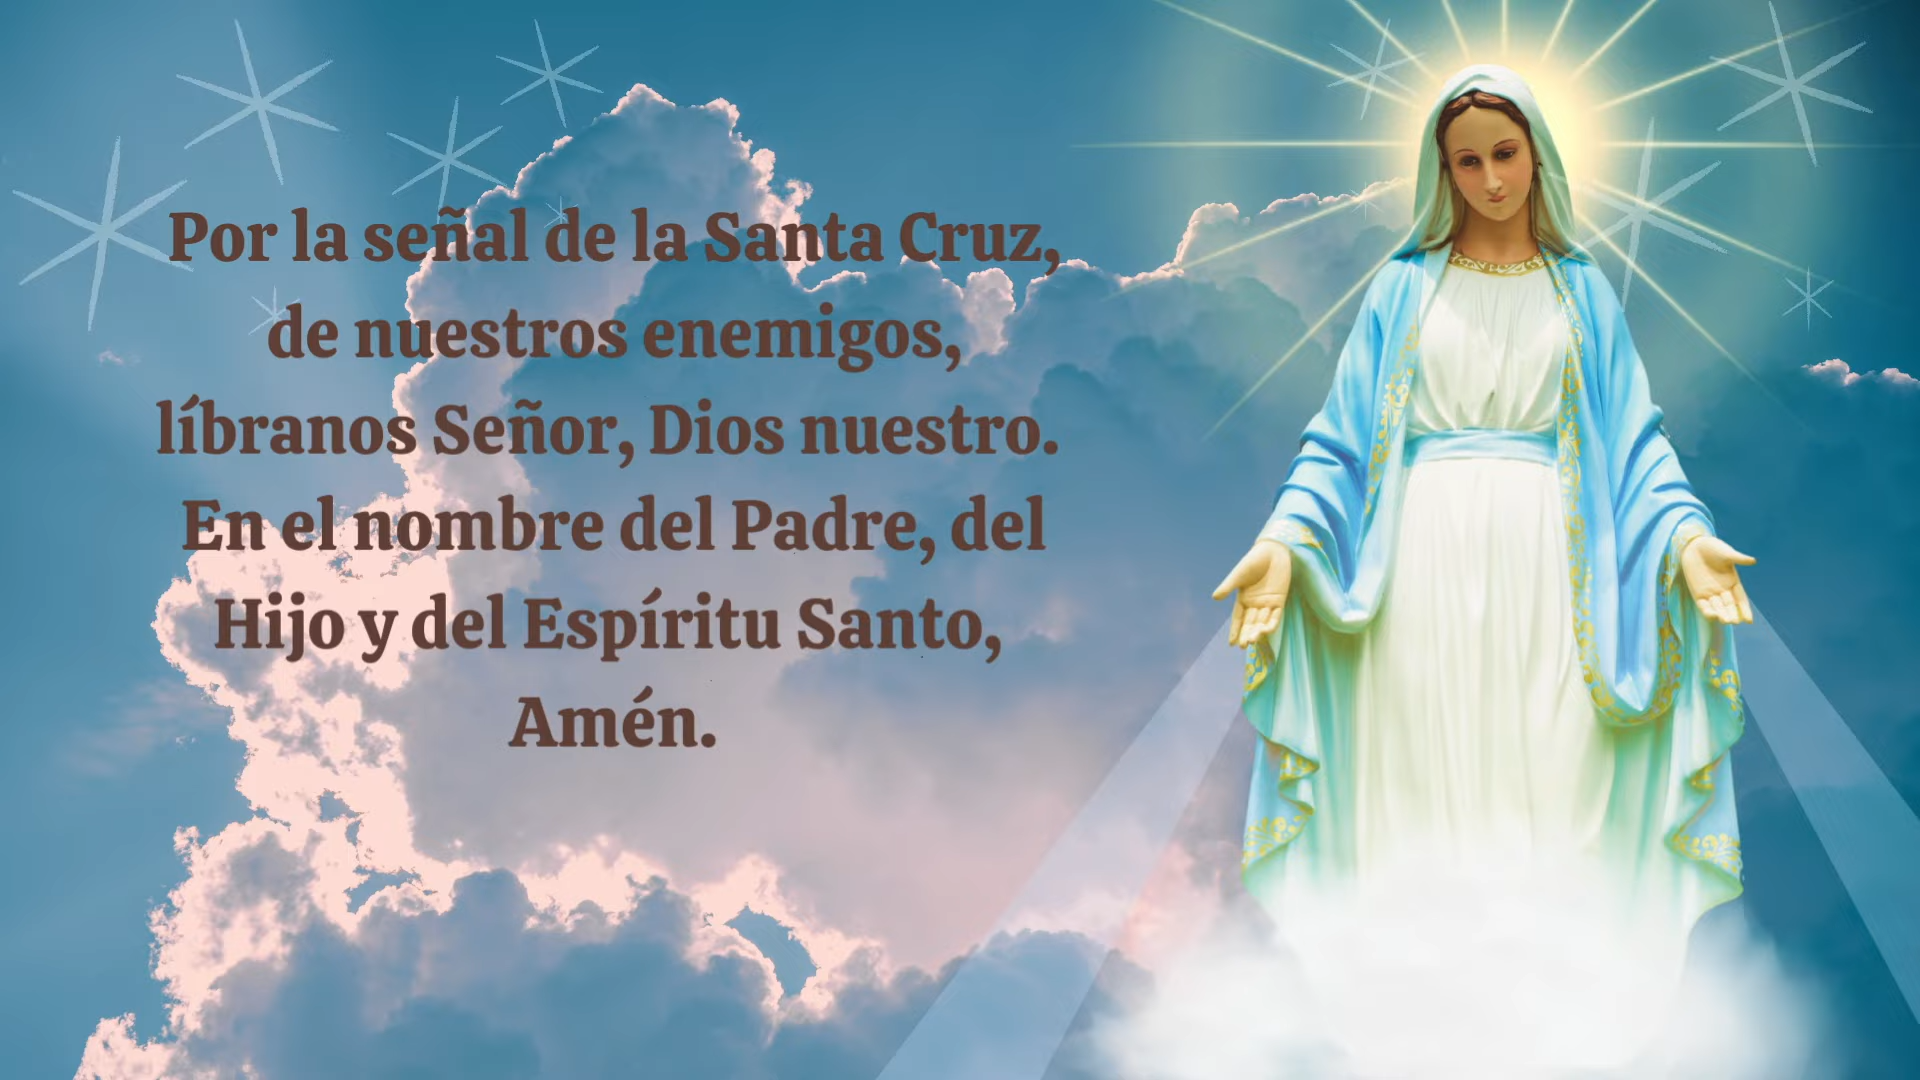 Por la señal de la Santa Cruz,
de nuestros enemigos,
líbranos Señor, Dios nuestro.
En el nombre del Padre, del
Hijo y del Espíritu Santo,
Amén.